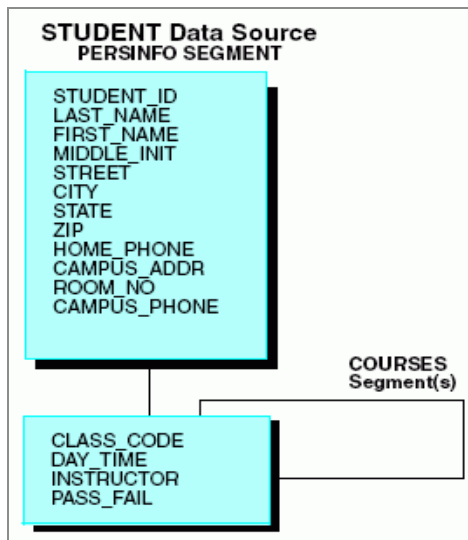 STUDENT Data Source
PERSINFO SEGMENT
STUDENT_ID
LAST_NAME
FIRST_NAME
MIDDLE_INIT
STREET
CITY
STATE
ZIP
HOME_PHONE
CAMPUS_ADDR
ROOM_NO
CAMPUS_PHONE
COURSES
Segment(s)
CLASS_CODE
DAY_TIME
INSTRUCTOR
PASS_FAIL